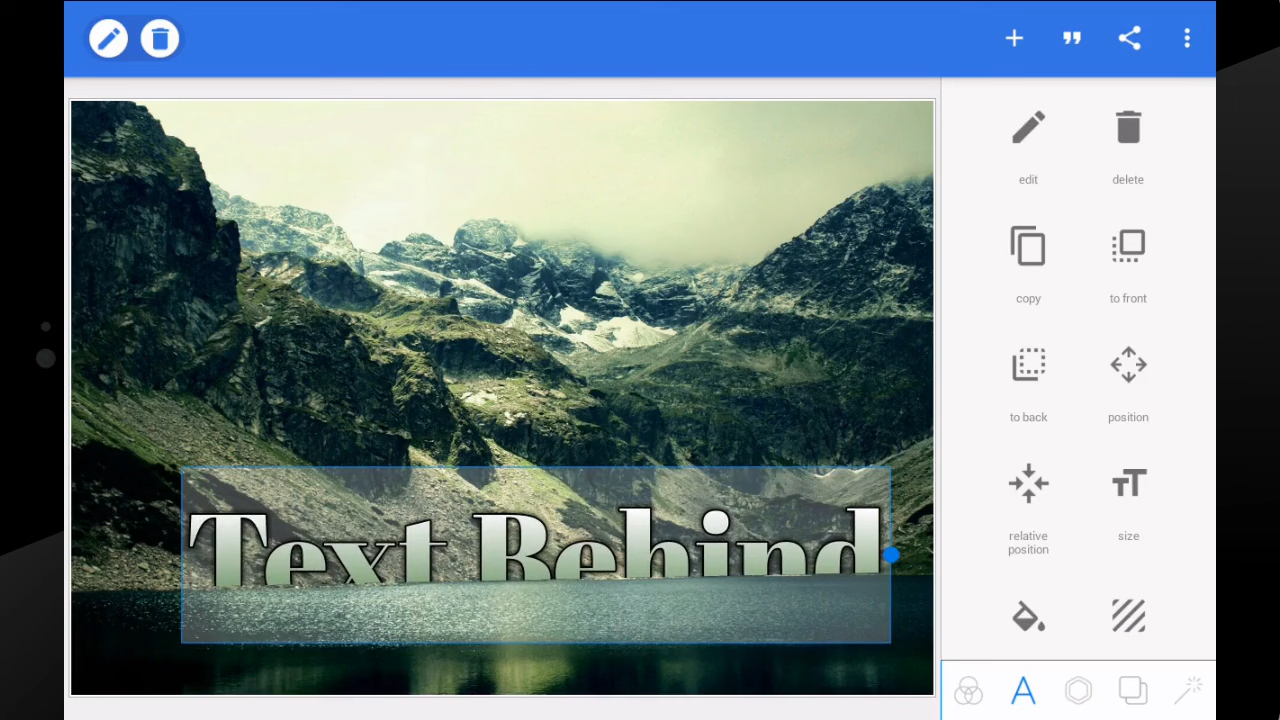 edit
delete
copy
to front
to back
position
relative
position
size
Text Behind